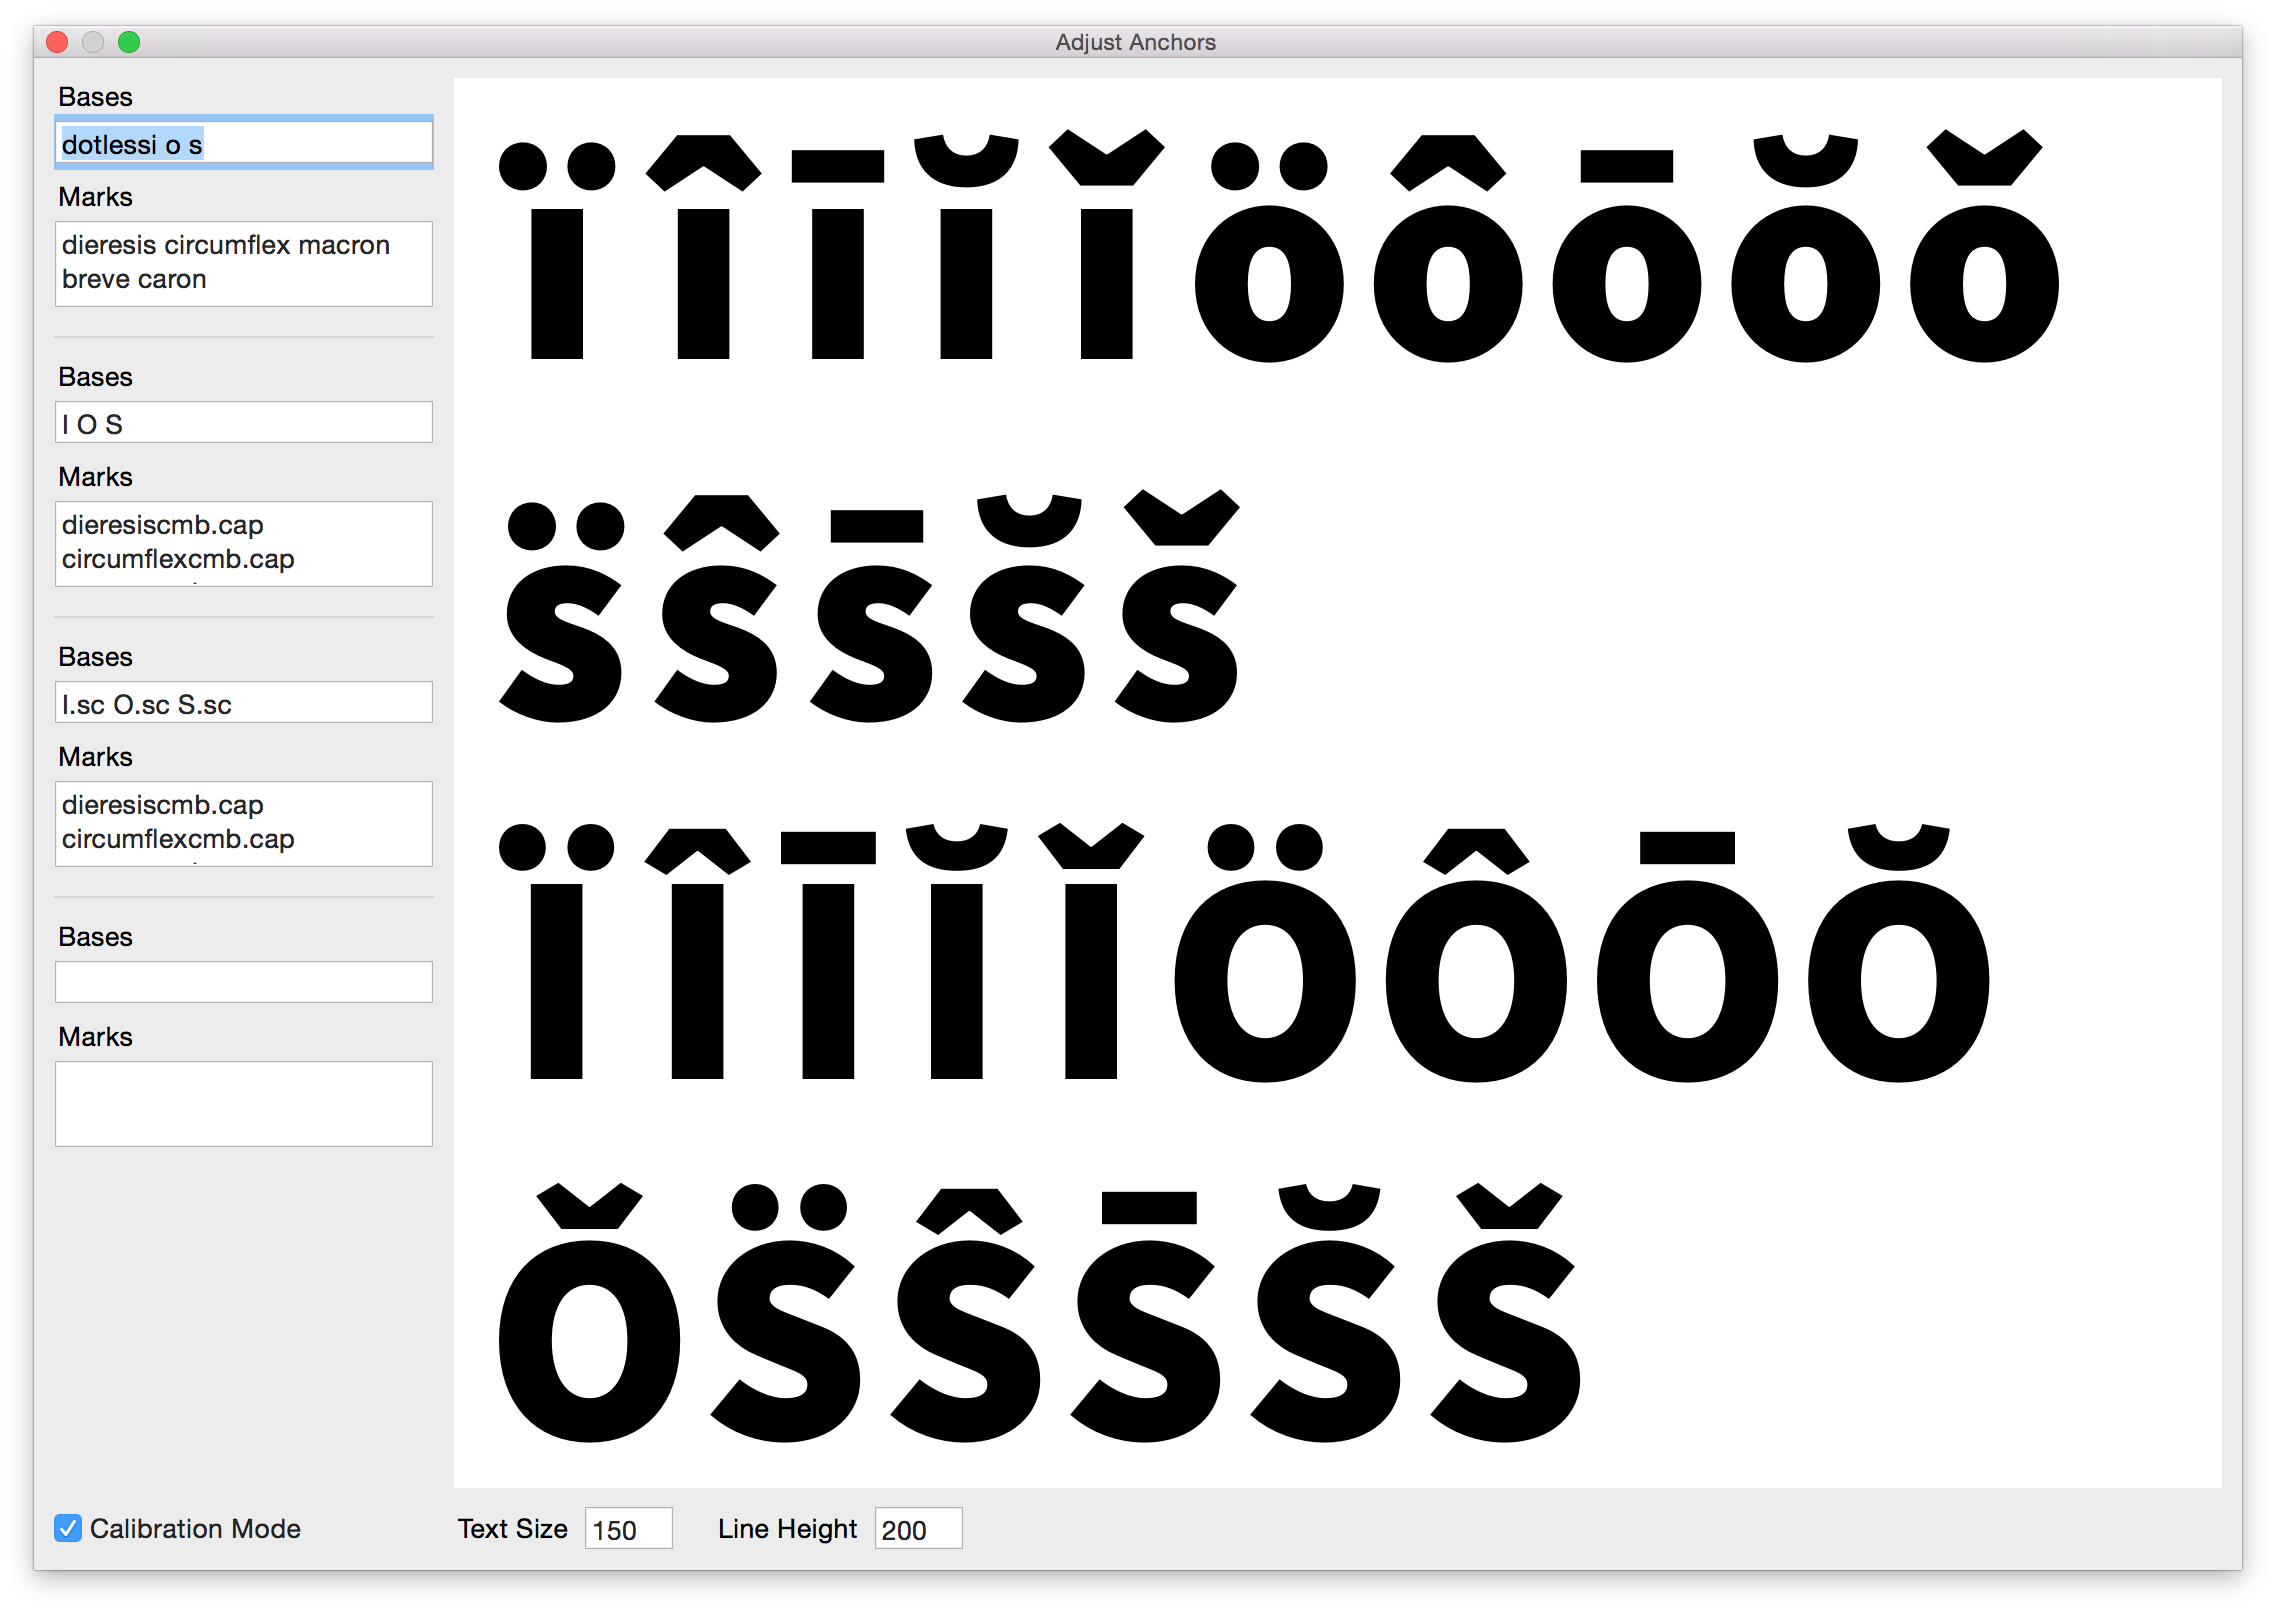 Adjust Anchors
Bases
dotlessi o s
Marks
dieresis circumflex macron
breve caron
Bases
I O S
Marks
dieresiscmb.cap
circumflexcmb.cap
Bases
I.sc O.sc S.sc
Marks
dieresiscmb.cap
circumflexcmb.cap
Bases
Marks
Calibration Mode
ïîīĭǐöôōŏǒ
s̈ŝs̄s̆š
ÏÎĪĬǏÖÔŌŎ
ǑS̈ŜS̄S̆Š
Text Size 150 Line Height 200